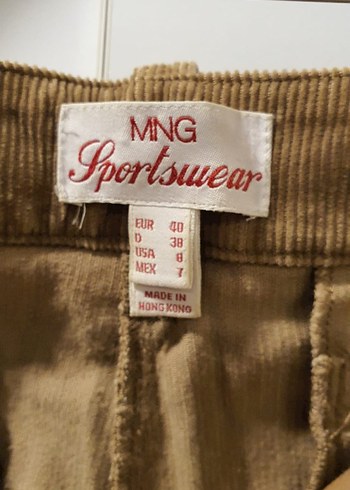 MNG
Sportswear
EUR 40
D 38
USA 8
MEX 7
MADE IN
HONG KONG